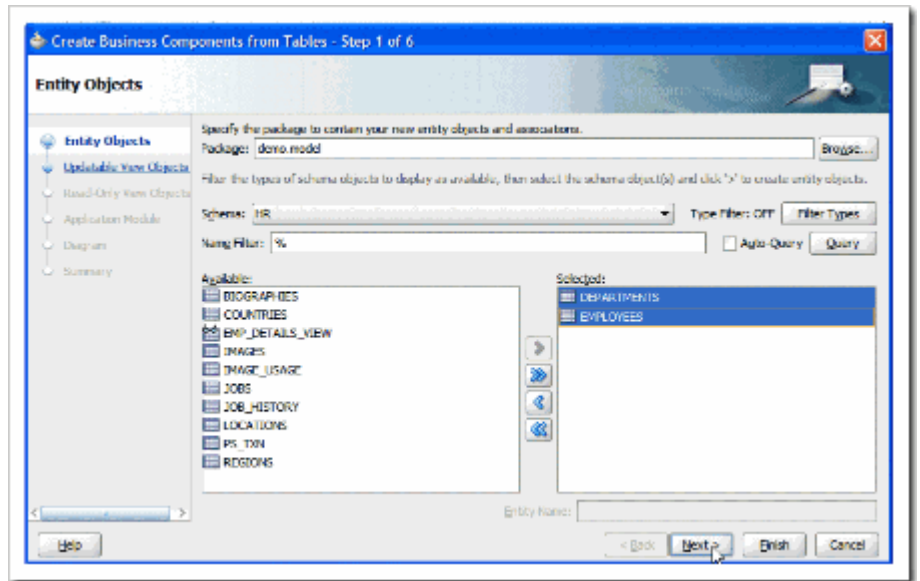 Create Business Components from Tables - Step 1 of 6
Entity Objects
Entity Objects
Updatable View Objects
Read-Only View Objects
Application Module
Diagram
Summary
Specify the package to contain your new entity objects and associations.
Package: demo.model
Browse...
Filter the types of schema objects to display as available, then select the schema object(s) and click '>' to create entity objects.
Schema: HR
Type Filter: OFF
Filter Types
Name Filter: %
Auto-Query
Query
Available:
BIOGRAPHIES
COUNTRIES
EMP_DETAILS_VIEW
IMAGES
IMAGE_USAGE
JOBS
JOB_HISTORY
LOCATIONS
PS_TXN
REGIONS
Selected:
DEPARTMENTS
EMPLOYEES
Entity Name:
Help
< Back
Next >
Finish
Cancel